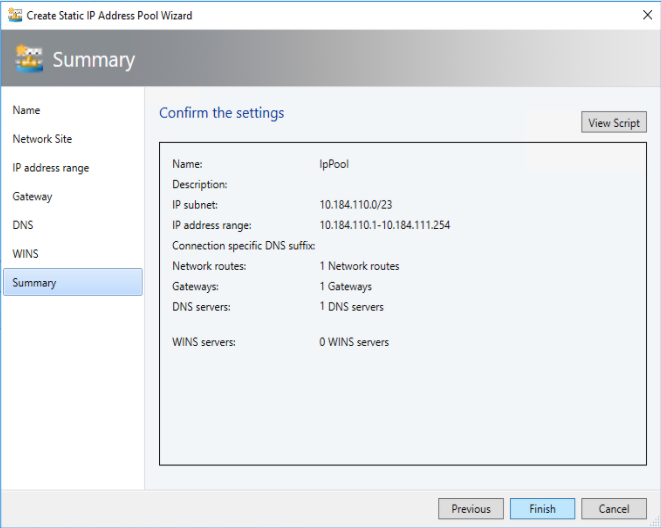 Create Static IP Address Pool Wizard
Summary
Name
Network Site
IP address range
Gateway
DNS
WINS
Summary
Confirm the settings
View Script
Name: IpPool
Description:
IP subnet: 10.184.110.0/23
IP address range: 10.184.110.1-10.184.111.254
Connection specific DNS suffix:
Network routes: 1 Network routes
Gateways: 1 Gateways
DNS servers: 1 DNS servers
WINS servers: 0 WINS servers
Previous Finish Cancel